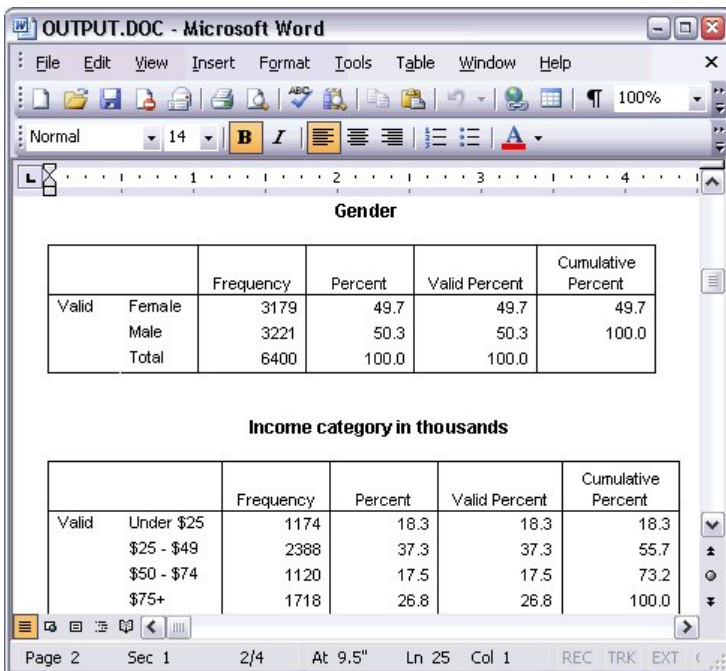 OUTPUT.DOC - Microsoft Word
File Edit View Insert Format Tools Table Window Help
ABC ¶ 100%
Normal 14 B I A
L 1 2 3 4
Gender
Frequency Percent Valid Percent Cumulative Percent
Valid Female 3179 49.7 49.7 49.7
Male 3221 50.3 50.3 100.0
Total 6400 100.0 100.0
Income category in thousands
Frequency Percent Valid Percent Cumulative Percent
Valid Under $25 1174 18.3 18.3 18.3
$25 - $49 2388 37.3 37.3 55.7
$50 - $74 1120 17.5 17.5 73.2
$75+ 1718 26.8 26.8 100.0
Page 2 Sec 1 2/4 At 9.5" Ln 25 Col 1 REC TRK EXT